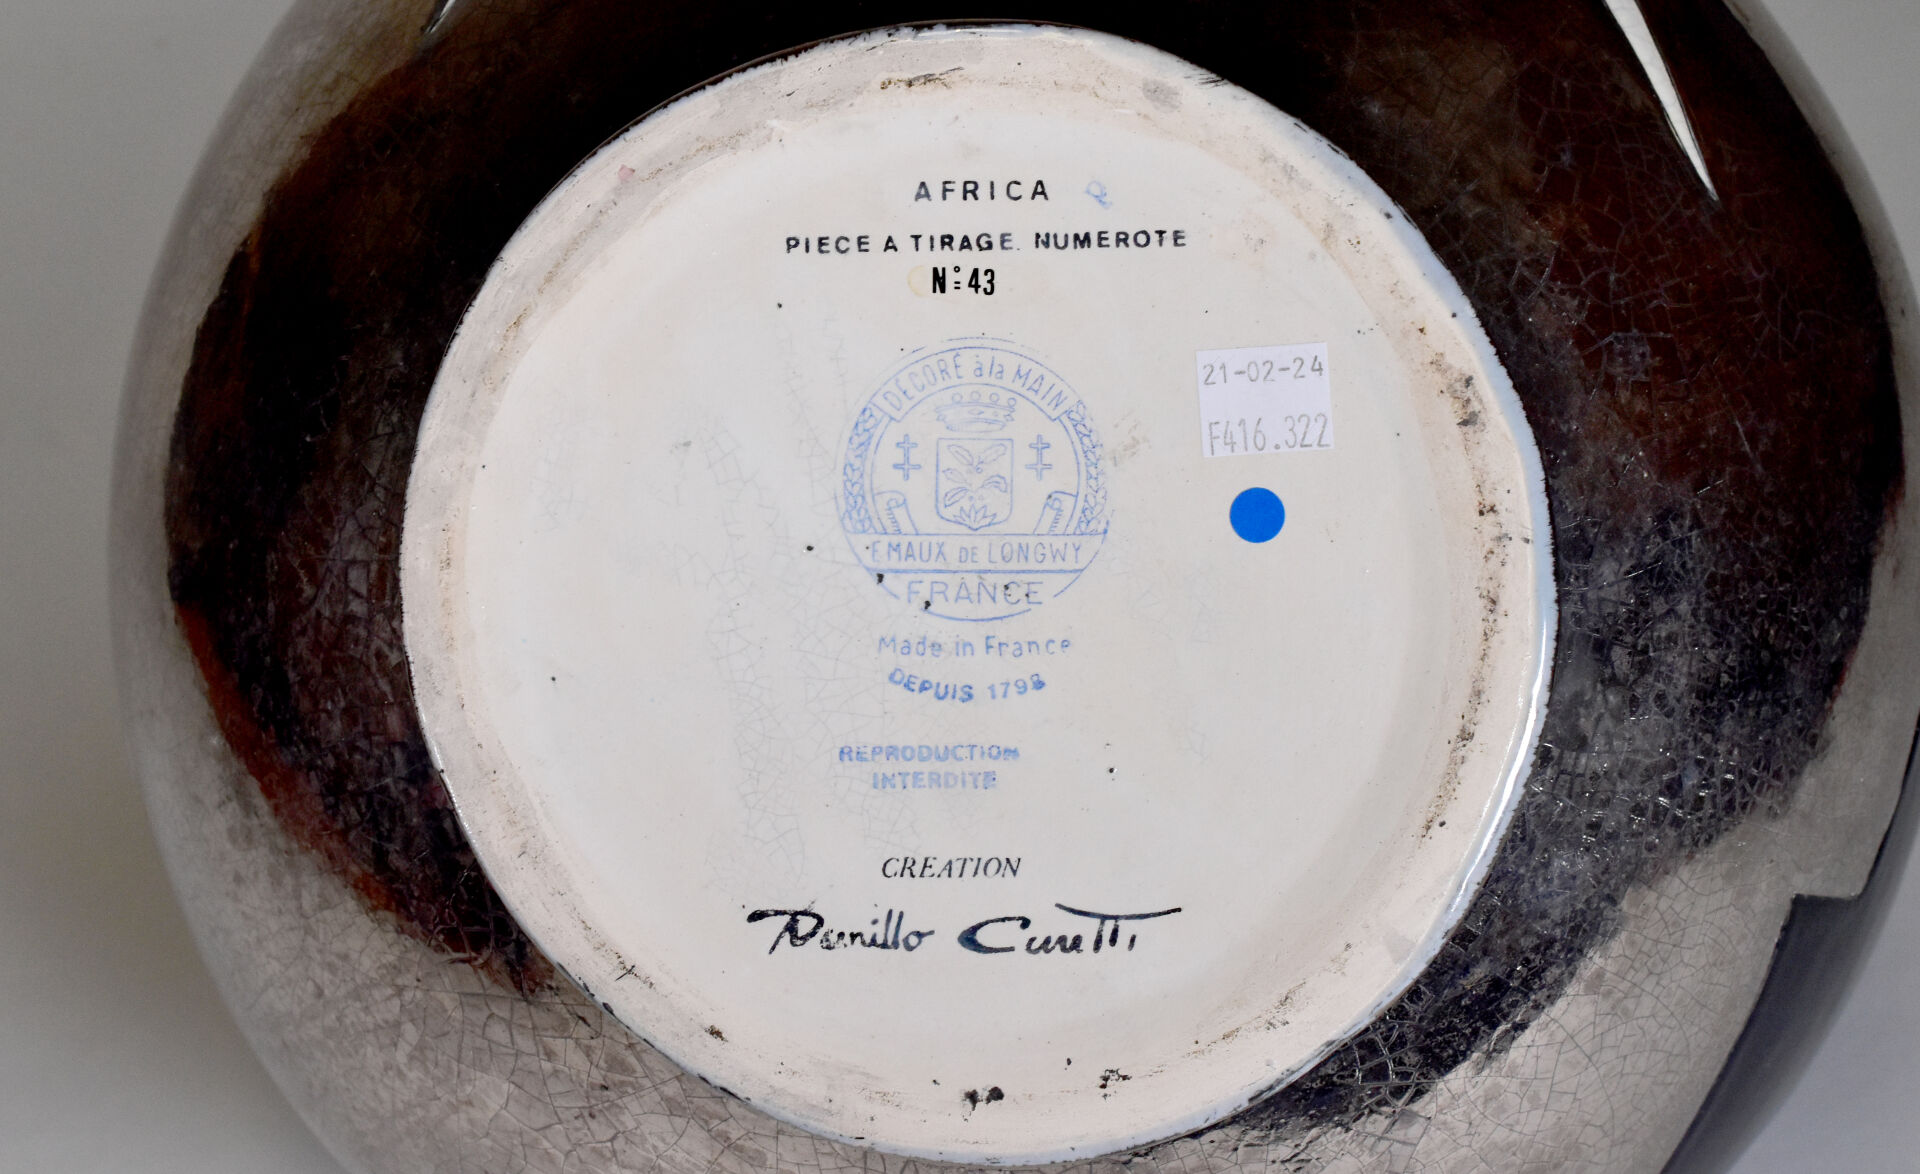 AFRICA
PIECE A TIRAGE. NUMEROTE
N° 43
DÉCORÉ à la MAIN
EMAUX DE LONGWY
FRANCE
Made in France
DEPUIS 1798
REPRODUCTION
INTERDITE
CREATION
Danillo Curetti
21-02-24
F416.322